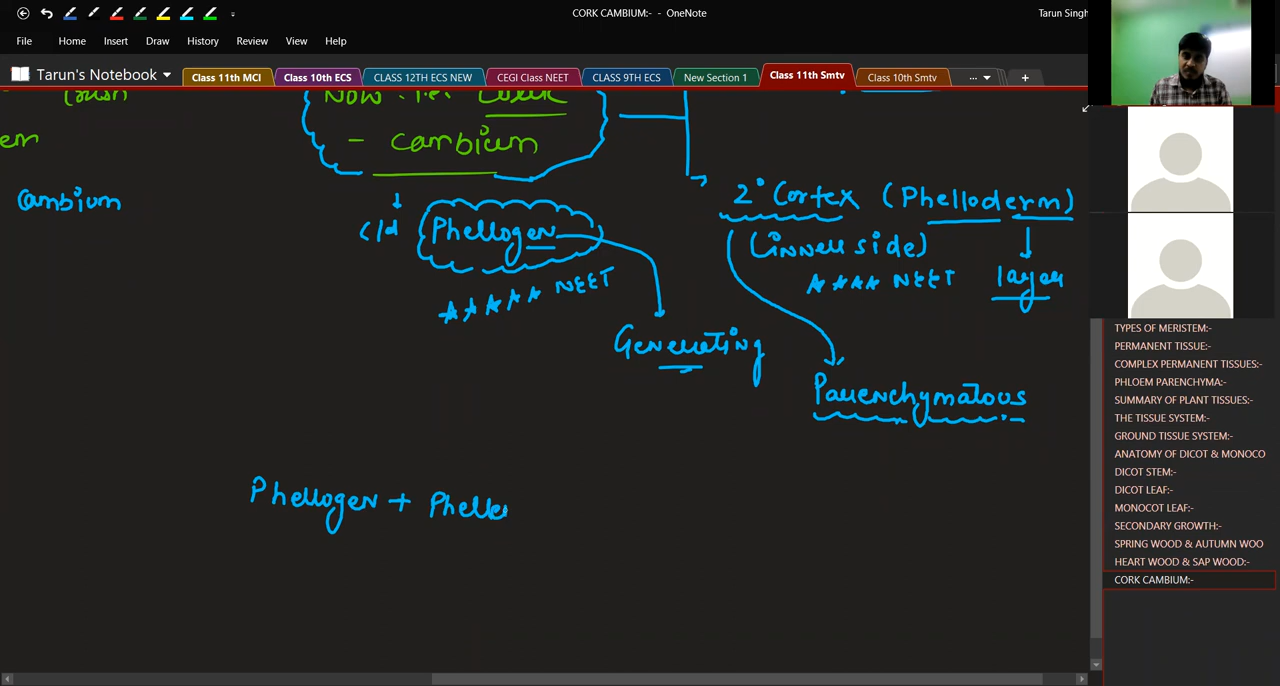 CORK CAMBIUM:- - OneNote
Tarun Singh
File Home Insert Draw History View Help
Tarun's Notebook
Class 11th MCI
Class 10th ECS
CLASS 12TH ECS NEW
CEGI Class NEET
CLASS 9TH ECS
New Section 1
Class 11th Smtv
Class 10th Smtv
...
+
Now. i.e. Cork
- cambium
em
Cambium
c/d Phellogen
NEET
Generating
2° Cortex (Phelloderm)
(inner side)
NEET
layer
Parenchymatous
Phellogen + Phelle
TYPES OF MERISTEM:-
PERMANENT TISSUE:-
COMPLEX PERMANENT TISSUES:-
PHLOEM PARENCHYMA:-
SUMMARY OF PLANT TISSUES:-
THE TISSUE SYSTEM:-
GROUND TISSUE SYSTEM:-
ANATOMY OF DICOT & MONOCO
DICOT STEM:-
DICOT LEAF:-
MONOCOT LEAF:-
SECONDARY GROWTH:-
SPRING WOOD & AUTUMN WOO
HEART WOOD & SAP WOOD:-
CORK CAMBIUM:-